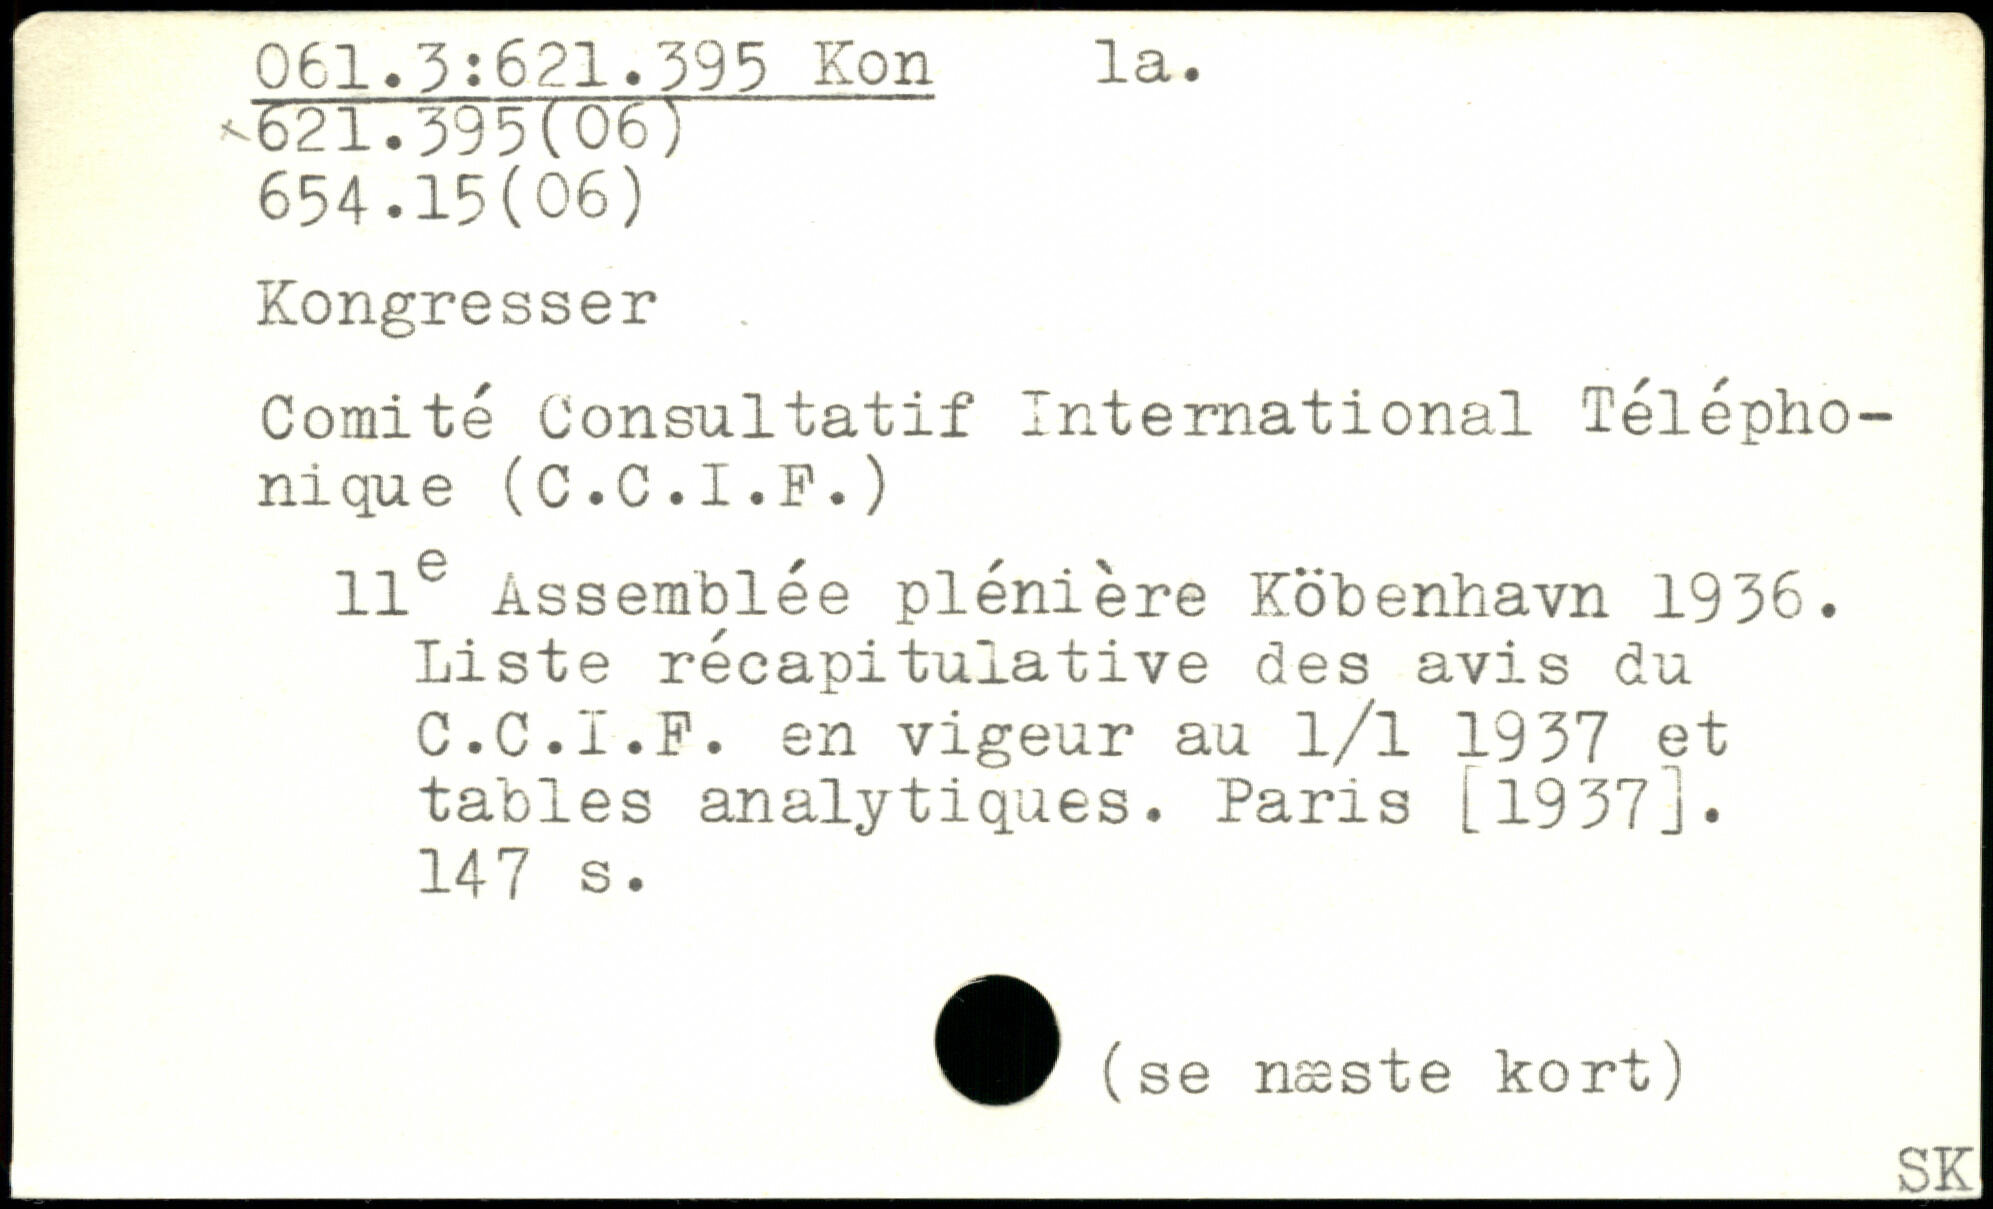 061.3:621.395 Kon    la.
×621.395(06)
654.15(06)
Kongresser
Comité Consultatif International Télépho-
nique (C.C.I.F.)
11e Assemblée plénière Köbenhavn 1936.
Liste récapitulative des avis du
C.C.I.F. en vigeur au 1/1 1937 et
tables analytiques. Paris [1937].
147 s.
(se næste kort)
SK